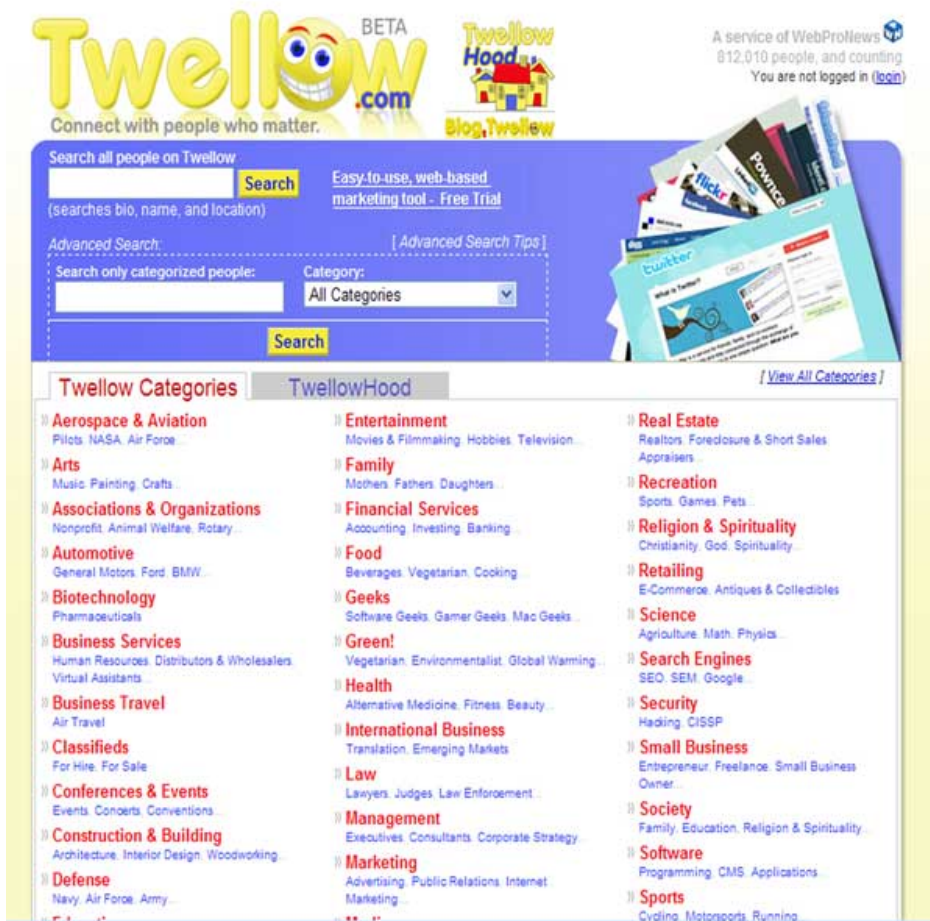 Twellow
BETA
.com
Connect with people who matter.
Twellow
Hood
Blog.Twellow
A service of WebProNews
812,010 people, and counting
You are not logged in (login)
Search all people on Twellow
Search
(searches bio, name, and location)
Easy-to-use, web-based
marketing tool - Free Trial
Advanced Search:
[ Advanced Search Tips ]
Search only categorized people:
Category:
All Categories
Search
Pownce
flickr
facebook
digg
twitter
What is Twitter?
Twellow Categories
TwellowHood
[ View All Categories ]
Aerospace & Aviation
Pilots, NASA, Air Force...
Arts
Music, Painting, Crafts...
Associations & Organizations
Nonprofit, Animal Welfare, Rotary...
Automotive
General Motors, Ford, BMW...
Biotechnology
Pharmaceuticals
Business Services
Human Resources, Distributors & Wholesalers,
Virtual Assistants...
Business Travel
Air Travel
Classifieds
For Hire, For Sale
Conferences & Events
Events, Concerts, Conventions...
Construction & Building
Architecture, Interior Design, Woodworking...
Defense
Navy, Air Force, Army...
Entertainment
Movies & Filmmaking, Hobbies, Television...
Family
Mothers, Fathers, Daughters...
Financial Services
Accounting, Investing, Banking...
Food
Beverages, Vegetarian, Cooking...
Geeks
Software Geeks, Gamer Geeks, Mac Geeks...
Green!
Vegetarian, Environmentalist, Global Warming...
Health
Alternative Medicine, Fitness, Beauty...
International Business
Translation, Emerging Markets
Law
Lawyers, Judges, Law Enforcement...
Management
Executives, Consultants, Corporate Strategy...
Marketing
Advertising, Public Relations, Internet
Marketing...
Real Estate
Realtors, Foreclosure & Short Sales,
Appraisers...
Recreation
Sports, Games, Pets...
Religion & Spirituality
Christianity, God, Spirituality...
Retailing
E-Commerce, Antiques & Collectibles
Science
Agriculture, Math, Physics...
Search Engines
SEO, SEM, Google...
Security
Hacking, CISSP
Small Business
Entrepreneur, Freelance, Small Business
Owner...
Society
Family, Education, Religion & Spirituality...
Software
Programming, CMS, Applications...
Sports
Cycling, Motorsports, Running...